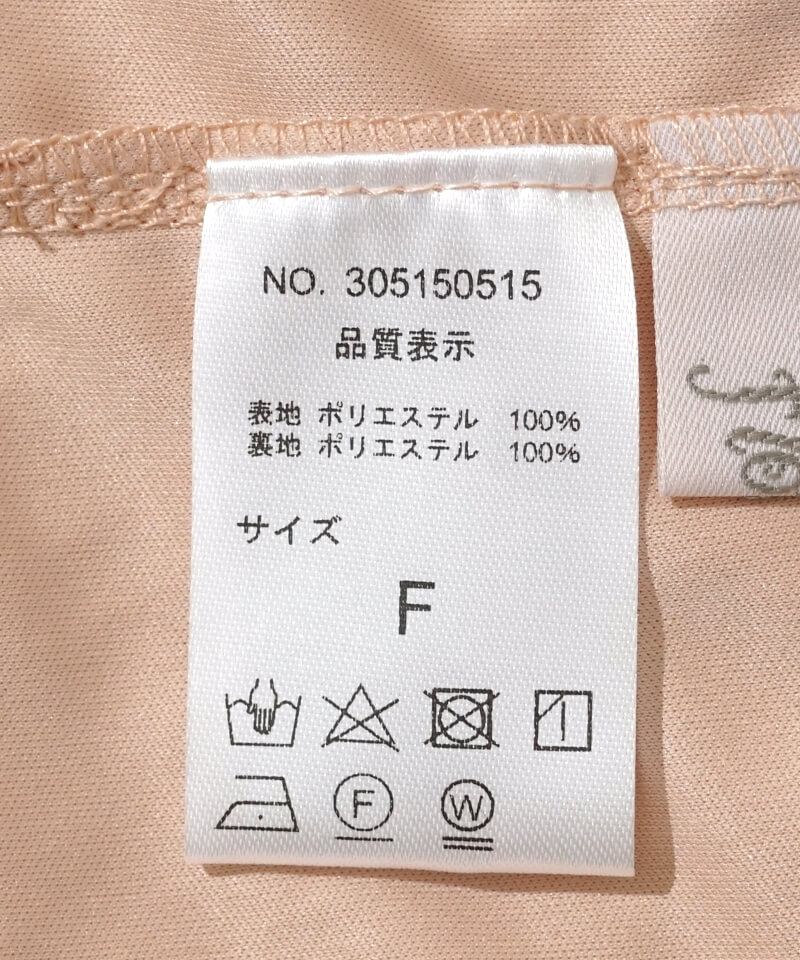 NO. 305150515
品質表示
表地 ポリエステル 100%
裏地 ポリエステル 100%
サイズ
F
F
W